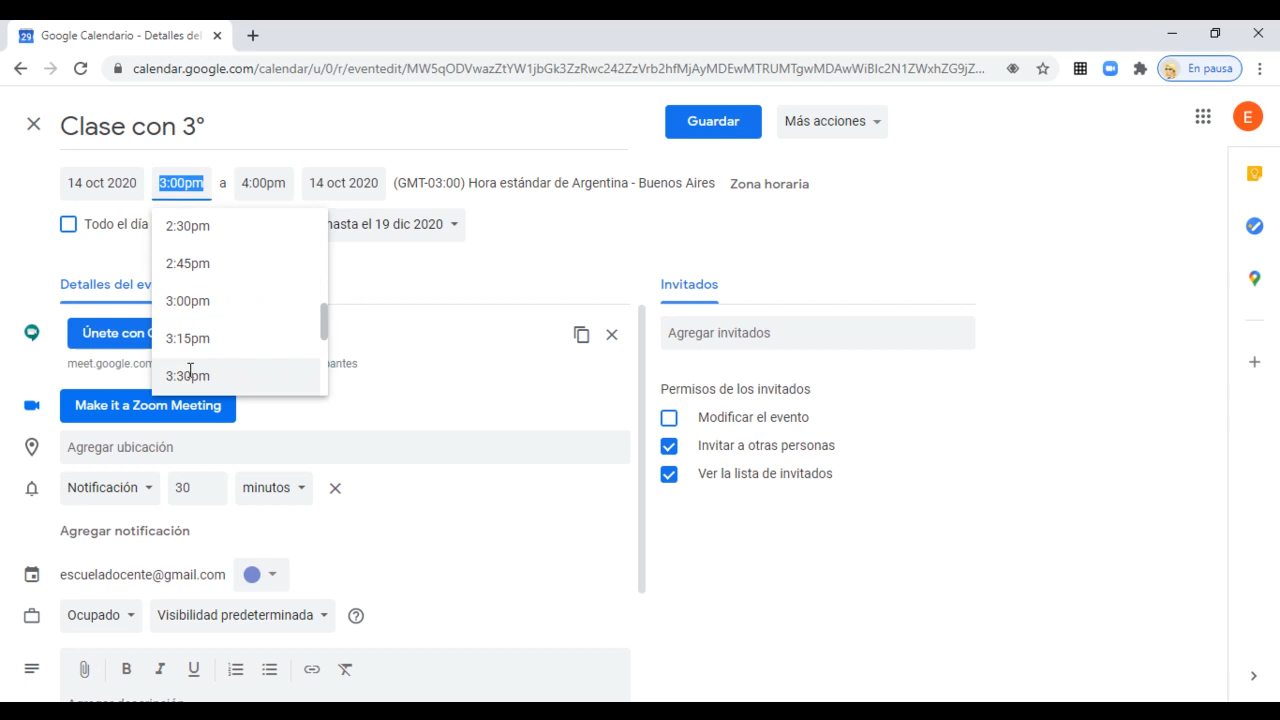 29 Google Calendario - Detalles del
calendar.google.com/calendar/u/0/r/eventedit/ En pausa
Clase con 3°
Guardar
Más acciones
E
14 oct 2020 3:00pm a 4:00pm 14 oct 2020 (GMT-03:00) Hora estándar de Argentina - Buenos Aires Zona horaria
Todo el día hasta el 19 dic 2020
2:30pm
2:45pm
3:00pm
3:15pm
3:30pm
Detalles del ev
Invitados
Únete con
meet.google.com
Agregar invitados
Make it a Zoom Meeting
Permisos de los invitados
Modificar el evento
Invitar a otras personas
Ver la lista de invitados
Agregar ubicación
Notificación 30 minutos
Agregar notificación
escueladocente@gmail.com
Ocupado Visibilidad predeterminada
B I U